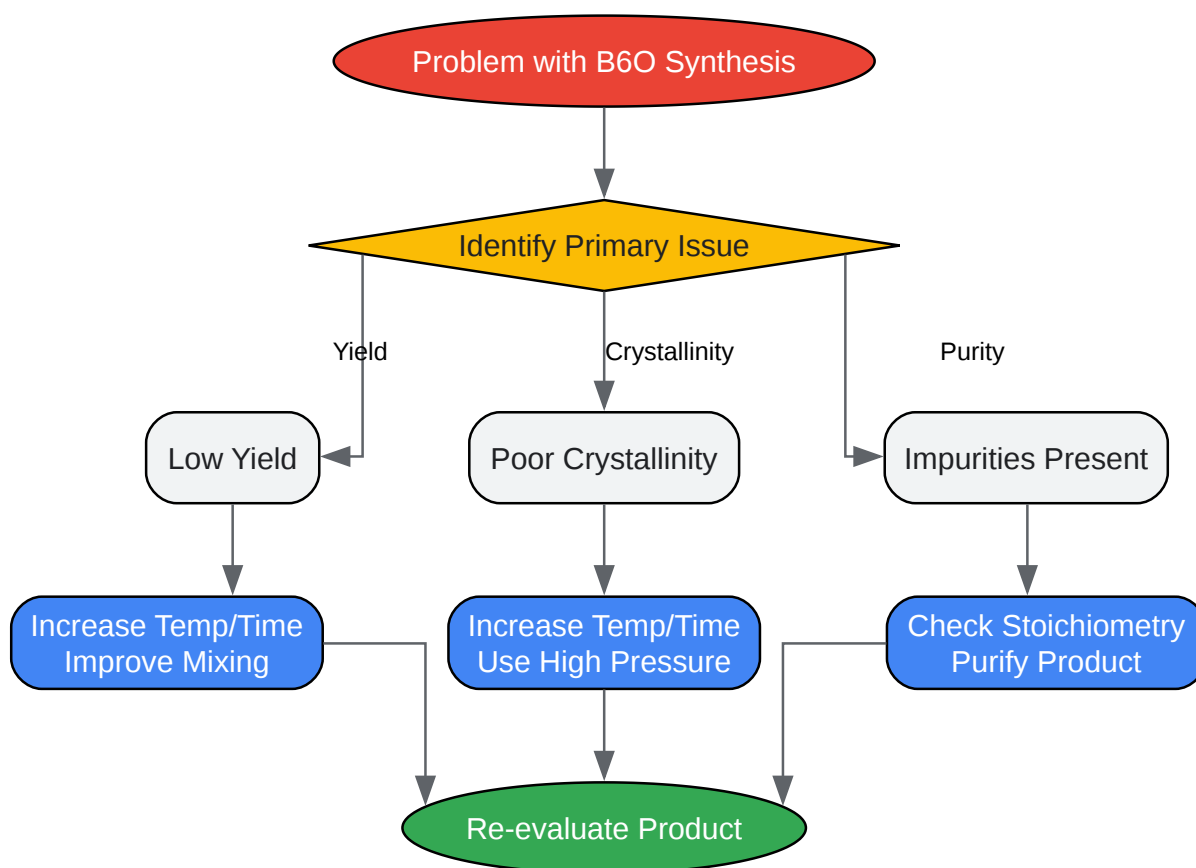 Problem with B6O Synthesis
Identify Primary Issue
Yield
Crystallinity
Purity
Low Yield
Poor Crystallinity
Impurities Present
Increase Temp/Time
Improve Mixing
Increase Temp/Time
Use High Pressure
Check Stoichiometry
Purify Product
Re-evaluate Product